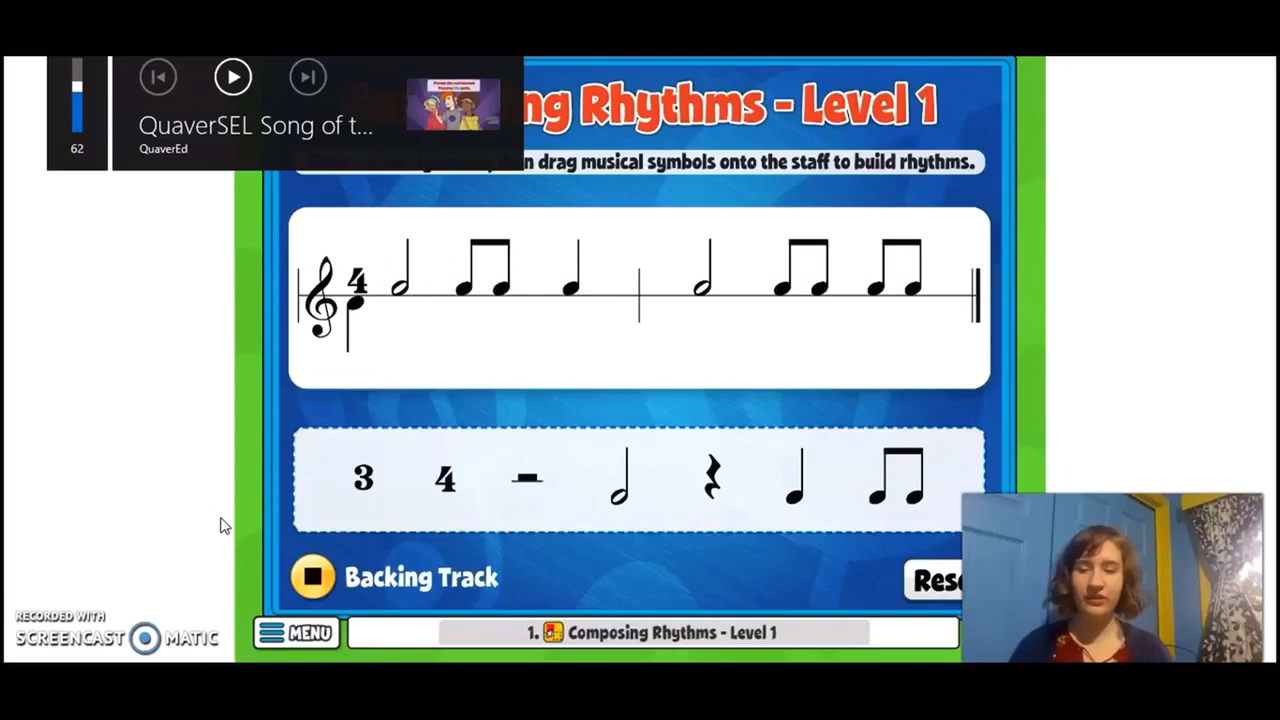 QuaverSEL Song of t...
QuaverEd
62
ng Rhythms - Level 1
drag musical symbols onto the staff to build rhythms.
4
3 4
Backing Track
Rese
RECORDED WITH
SCREENCAST MATIC
MENU
1. Composing Rhythms - Level 1